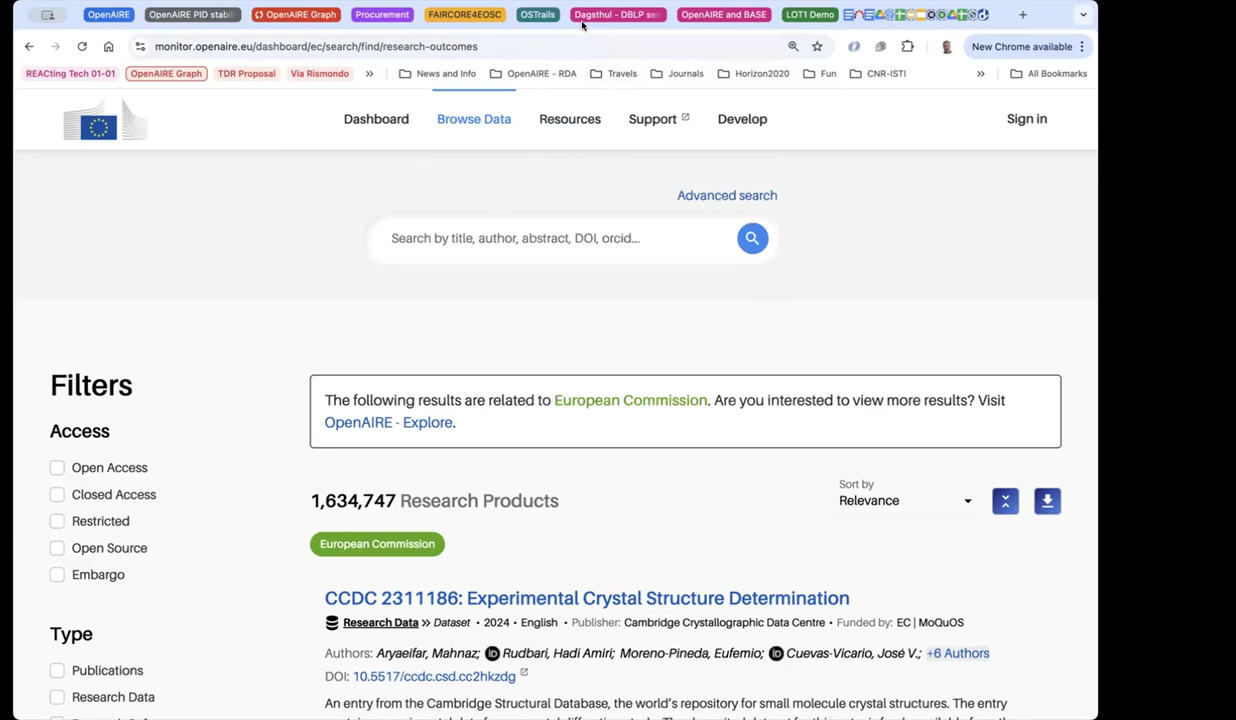 OpenAIRE
OpenAIRE PID stabi
OpenAIRE Graph
Procurement
FAIRCORE4EOSC
OSTrails
Dagsthul - DBLP se
OpenAIRE and BASE
LOT1 Demo
monitor.openaire.eu/dashboard/ec/search/find/research-outcomes
New Chrome available
REACting Tech 01-01
OpenAIRE Graph
TDR Proposal
Via Rismondo
News and Info
OpenAIRE - RDA
Travels
Journals
Horizon2020
Fun
CNR-ISTI
All Bookmarks
Dashboard
Browse Data
Resources
Support
Develop
Sign in
Advanced search
Search by title, author, abstract, DOI, orcid...
Filters
Access
Open Access
Closed Access
Restricted
Open Source
Embargo
Type
Publications
Research Data
The following results are related to European Commission. Are you interested to view more results? Visit
OpenAIRE - Explore.
1,634,747 Research Products
Sort by
Relevance
European Commission
CCDC 2311186: Experimental Crystal Structure Determination
Research Data » Dataset • 2024 • English • Publisher: Cambridge Crystallographic Data Centre • Funded by: EC | MoQuOS
Authors: Aryaeifar, Mahnaz; Rudbari, Hadi Amiri; Moreno-Pineda, Eufemio; Cuevas-Vicario, José V.; +6 Authors
DOI: 10.5517/ccdc.csd.cc2hkzdg
An entry from the Cambridge Structural Database, the world's repository for small molecule crystal structures. The entry